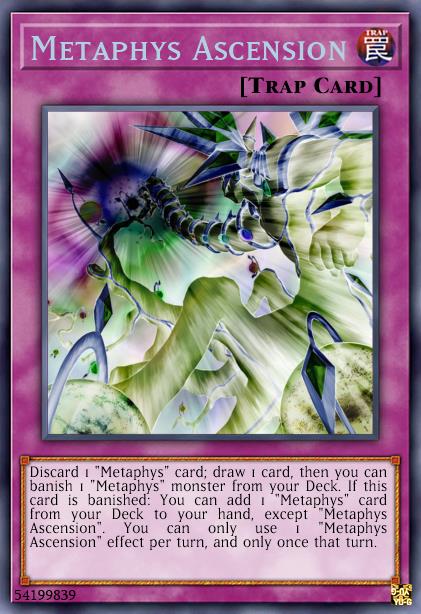 METAPHYS ASCENSION
TRAP
罠
[TRAP CARD]
Discard 1 "Metaphys" card; draw 1 card, then you can
banish 1 "Metaphys" monster from your Deck. If this
card is banished: You can add 1 "Metaphys" card
from your Deck to your hand, except "Metaphys
Ascension". You can only use 1 "Metaphys
Ascension" effect per turn, and only once that turn.
54199839